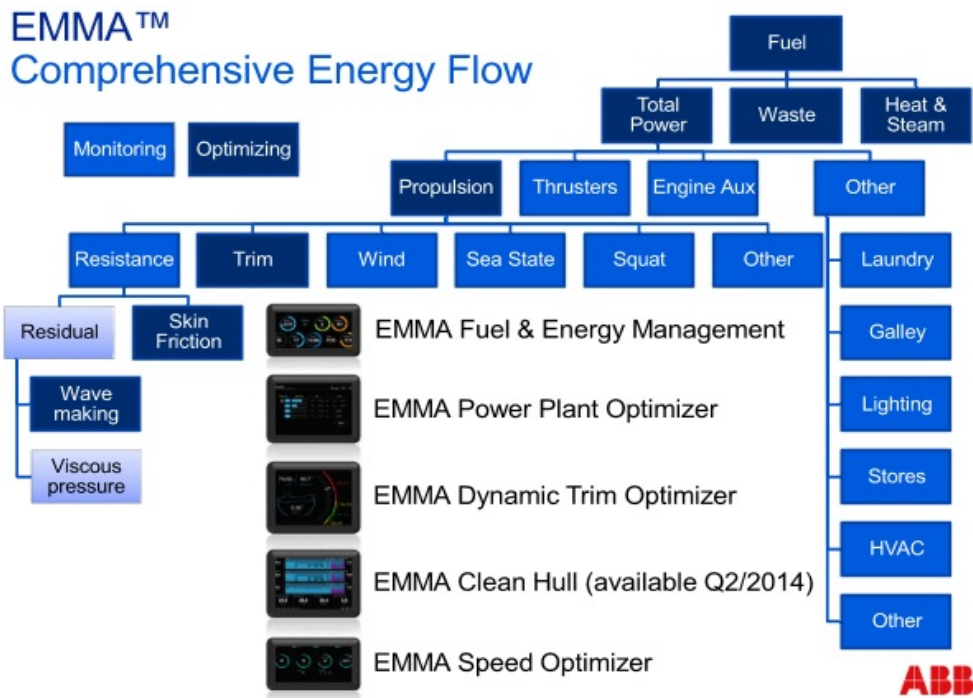 EMMA™
Comprehensive Energy Flow
Fuel
Total
Power
Waste
Heat &
Steam
Monitoring
Optimizing
Propulsion
Thrusters
Engine Aux
Other
Resistance
Trim
Wind
Sea State
Squat
Other
Laundry
Residual
Skin
Friction
EMMA Fuel & Energy Management
Galley
Wave
making
EMMA Power Plant Optimizer
Lighting
Viscous
pressure
EMMA Dynamic Trim Optimizer
Stores
HVAC
EMMA Clean Hull (available Q2/2014)
Other
EMMA Speed Optimizer
ABB